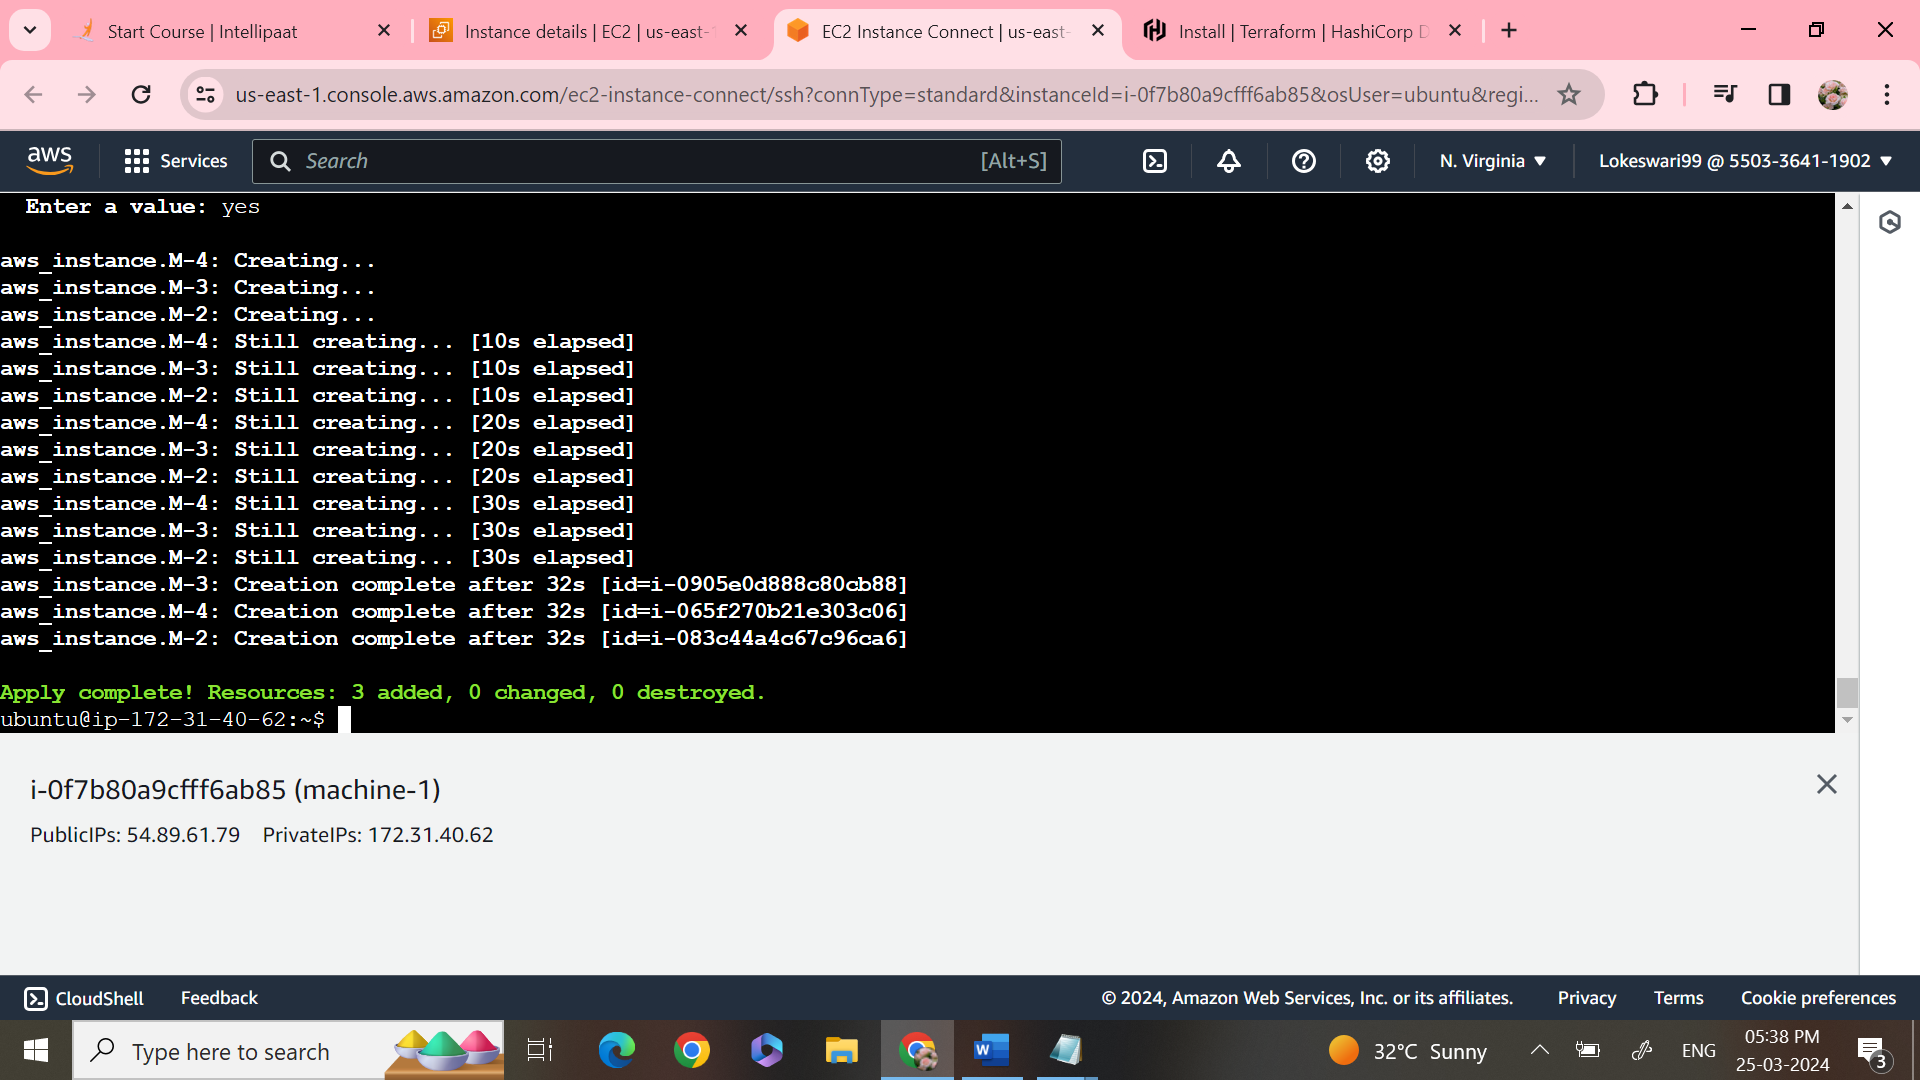 Start Course | Intellipaat
Instance details | EC2 | us-east-1
EC2 Instance Connect | us-east-
Install | Terraform | HashiCorp D
us-east-1.console.aws.amazon.com/ec2-instance-connect/ssh?connType=standard&instanceId=i-0f7b80a9cfff6ab85&osUser=ubuntu&regi...
aws
Services
Search
[Alt+S]
N. Virginia
Lokeswari99 @ 5503-3641-1902
Enter a value: yes
aws_instance.M-4: Creating...
aws_instance.M-3: Creating...
aws_instance.M-2: Creating...
aws_instance.M-4: Still creating... [10s elapsed]
aws_instance.M-3: Still creating... [10s elapsed]
aws_instance.M-2: Still creating... [10s elapsed]
aws_instance.M-4: Still creating... [20s elapsed]
aws_instance.M-3: Still creating... [20s elapsed]
aws_instance.M-2: Still creating... [20s elapsed]
aws_instance.M-4: Still creating... [30s elapsed]
aws_instance.M-3: Still creating... [30s elapsed]
aws_instance.M-2: Still creating... [30s elapsed]
aws_instance.M-3: Creation complete after 32s [id=i-0905e0d888c80cb88]
aws_instance.M-4: Creation complete after 32s [id=i-065f270b21e303c06]
aws_instance.M-2: Creation complete after 32s [id=i-083c44a4c67c96ca6]
Apply complete! Resources: 3 added, 0 changed, 0 destroyed.
ubuntu@ip-172-31-40-62:~$
i-0f7b80a9cfff6ab85 (machine-1)
PublicIPs: 54.89.61.79 PrivateIPs: 172.31.40.62
CloudShell
Feedback
© 2024, Amazon Web Services, Inc. or its affiliates.
Privacy
Terms
Cookie preferences
Type here to search
32°C Sunny
ENG
05:38 PM
25-03-2024
3